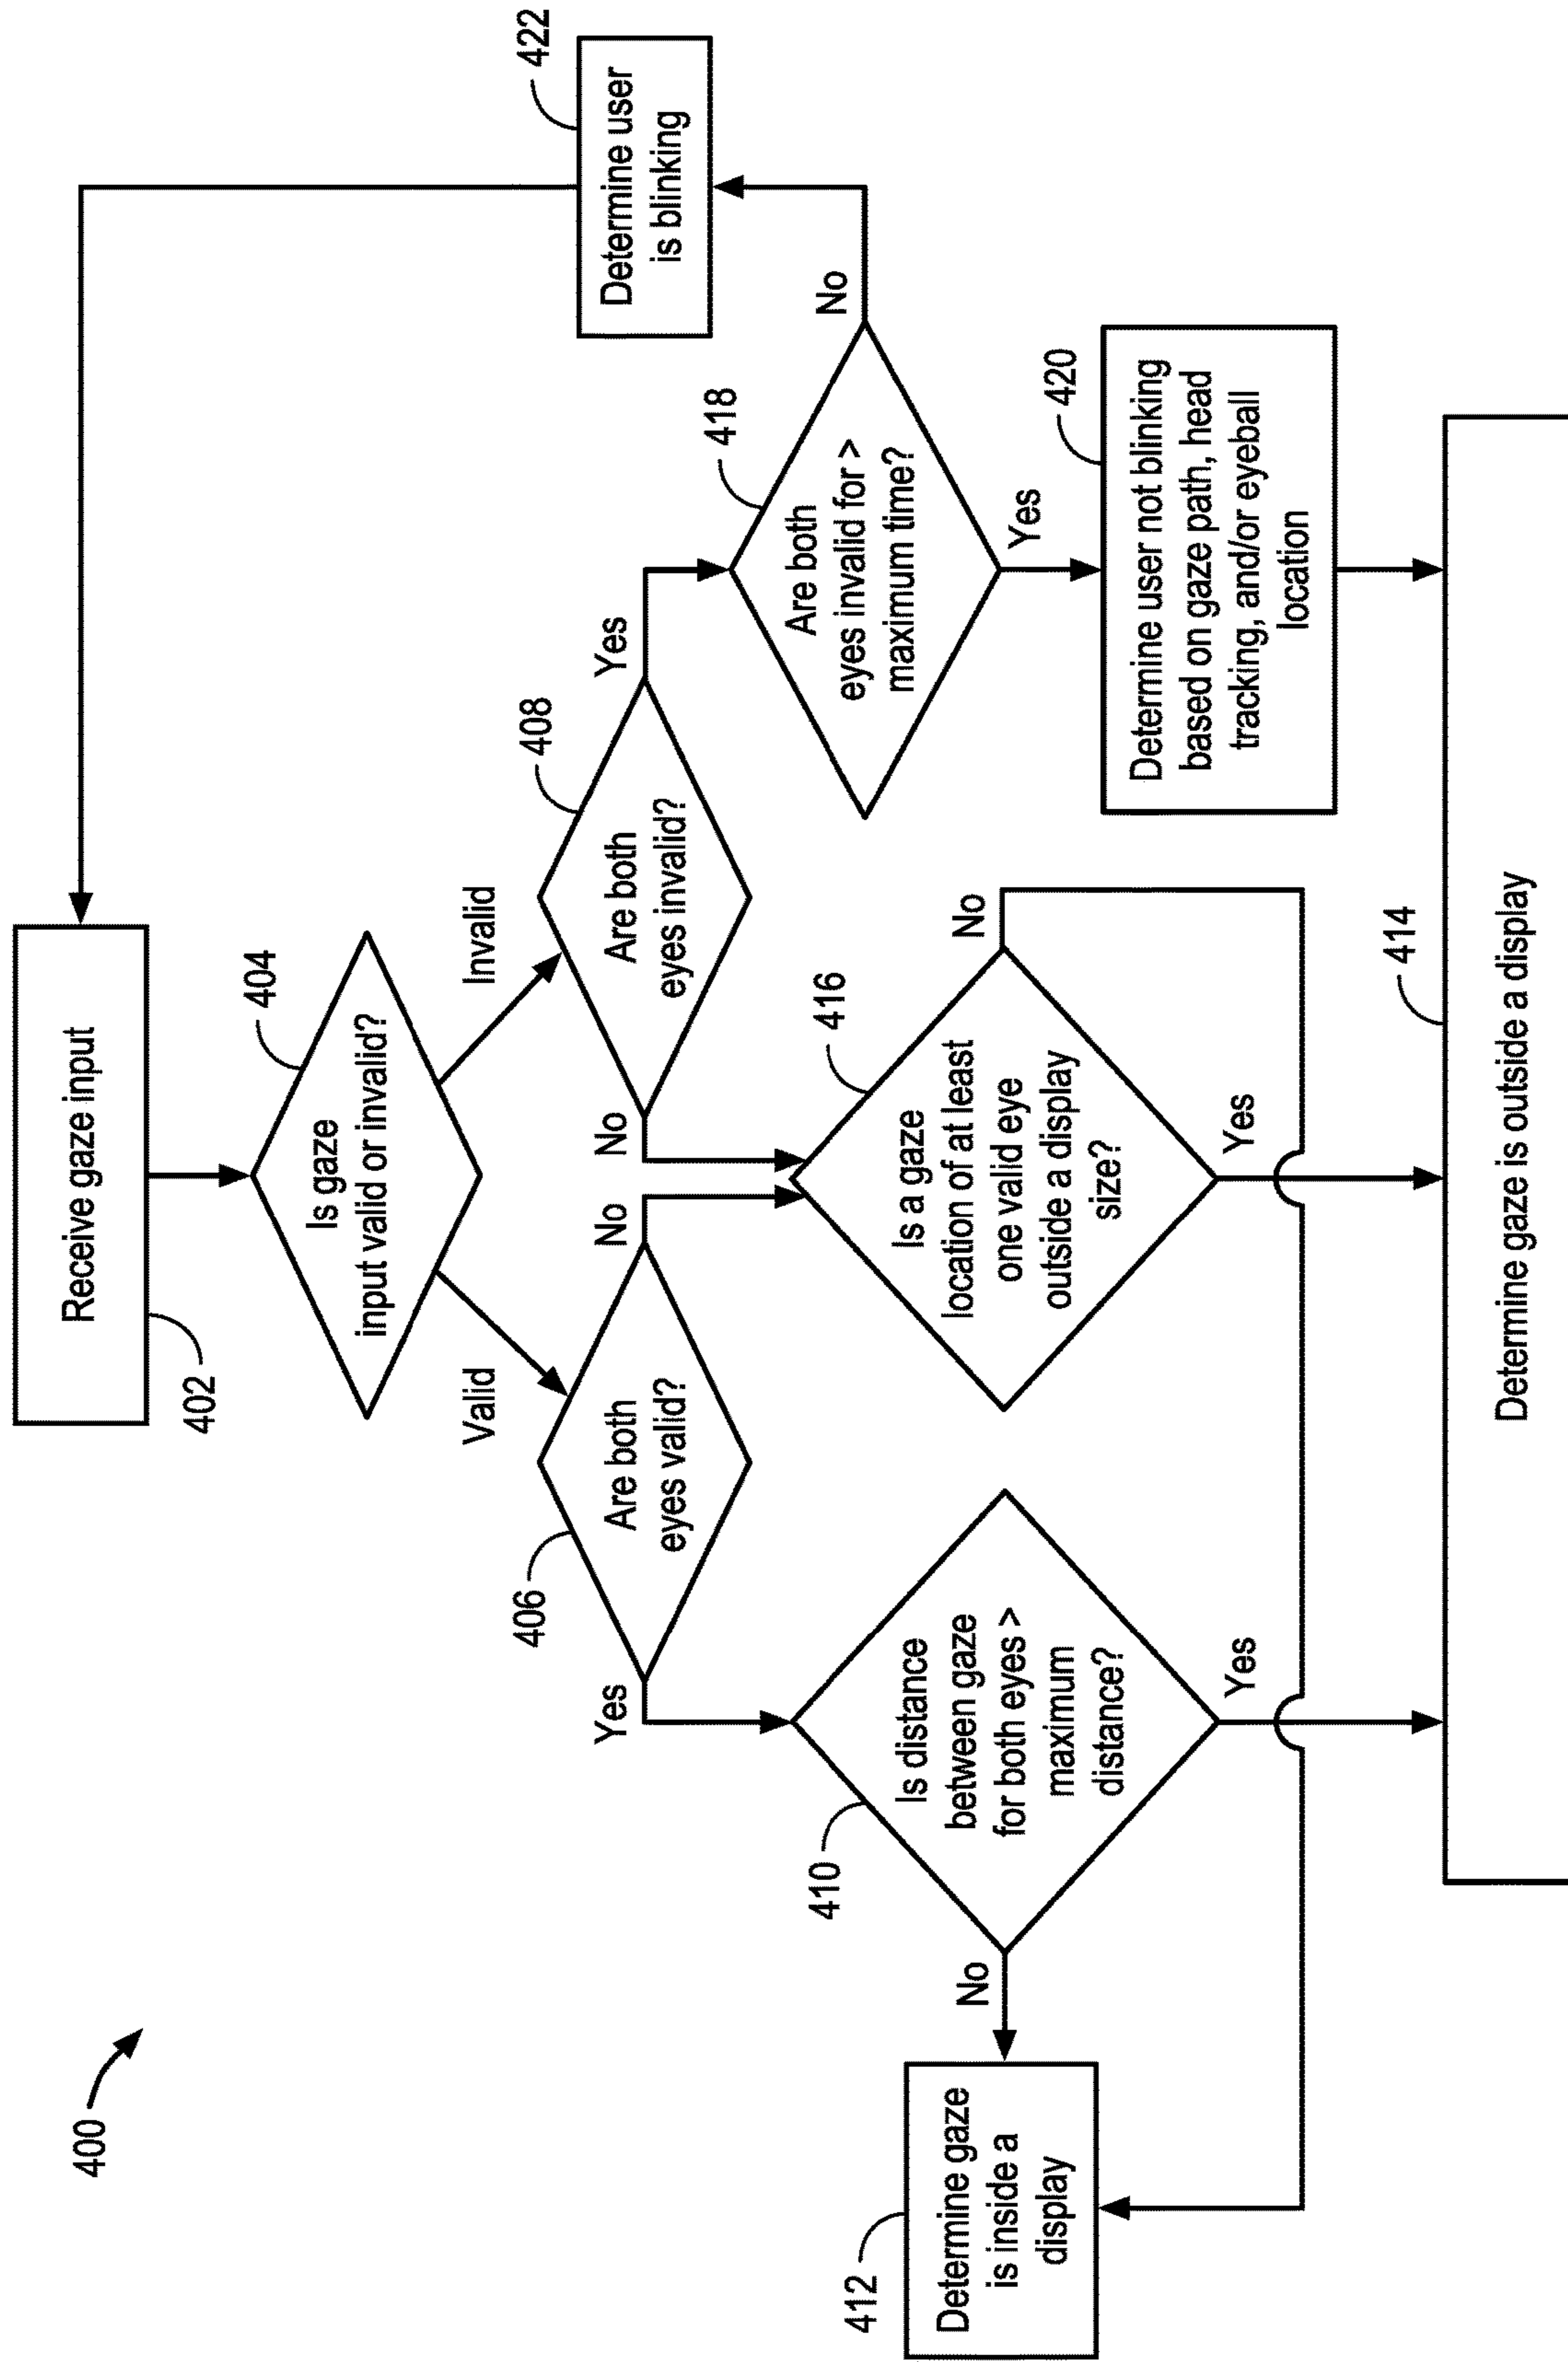 400
Receive gaze input
402
404
Is gaze
input valid or invalid?
Valid
Invalid
406
Are both
eyes valid?
Yes
No
408
Are both
eyes invalid?
No
Yes
410
Is distance
between gaze
for both eyes >
maximum
distance?
No
Yes
412
Determine gaze
is inside a
display
416
Is a gaze
location of at least
one valid eye
outside a display
size?
No
Yes
418
Are both
eyes invalid for >
maximum time?
No
Yes
422
Determine user
is blinking
420
Determine user not blinking
based on gaze path, head
tracking, and/or eyeball
location
414
Determine gaze is outside a display